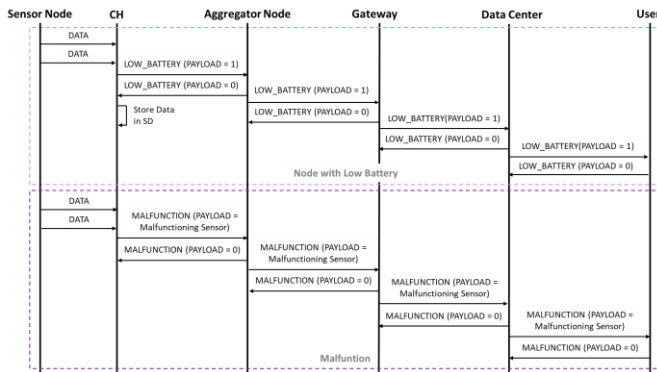 Sensor Node CH Aggregator Node Gateway Data Center User
DATA
DATA
LOW_BATTERY (PAYLOAD = 1)
LOW_BATTERY (PAYLOAD = 0)
LOW_BATTERY (PAYLOAD = 1)
LOW_BATTERY (PAYLOAD = 0)
Store Data
in SD
LOW_BATTERY(PAYLOAD = 1)
LOW_BATTERY (PAYLOAD = 0)
LOW_BATTERY(PAYLOAD = 1)
LOW_BATTERY (PAYLOAD = 0)
Node with Low Battery
DATA
DATA
MALFUNCTION (PAYLOAD =
Malfunctioning Sensor)
MALFUNCTION (PAYLOAD = 0)
MALFUNCTION (PAYLOAD =
Malfunctioning Sensor)
MALFUNCTION (PAYLOAD = 0)
MALFUNCTION (PAYLOAD =
Malfunctioning Sensor)
MALFUNCTION (PAYLOAD = 0)
MALFUNCTION (PAYLOAD =
Malfunctioning Sensor)
MALFUNCTION (PAYLOAD = 0)
Malfuntion